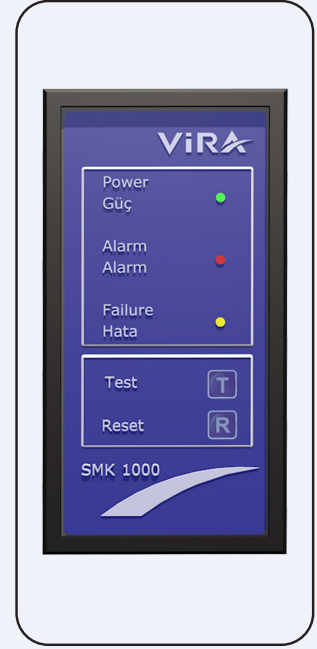 ViRA
Power
Güç
Alarm
Alarm
Failure
Hata
Test T
Reset R
SMK 1000